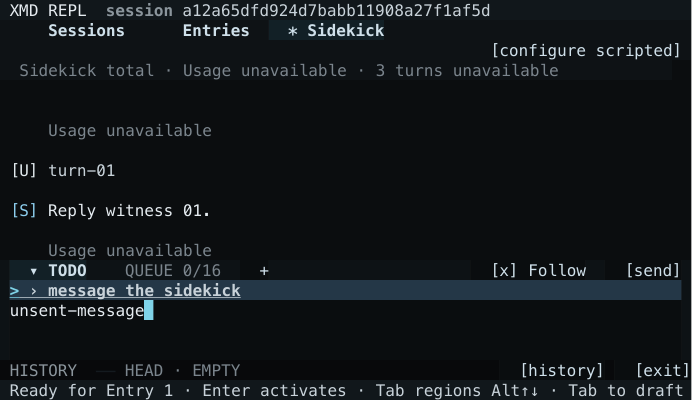 XMD REPL session a12a65dfd924d7babb11908a27f1af5d
Sessions Entries ∗ Sidekick
[configure scripted]
Sidekick total · Usage unavailable · 3 turns unavailable
Usage unavailable
[U] turn-01
[S] Reply witness 01.
Usage unavailable
▾ TODO QUEUE 0/16 + [x] Follow [send]
> › message the sidekick
unsent-message
HISTORY —— HEAD · EMPTY [history] [exit]
Ready for Entry 1 · Enter activates · Tab regions Alt↑↓ · Tab to draft